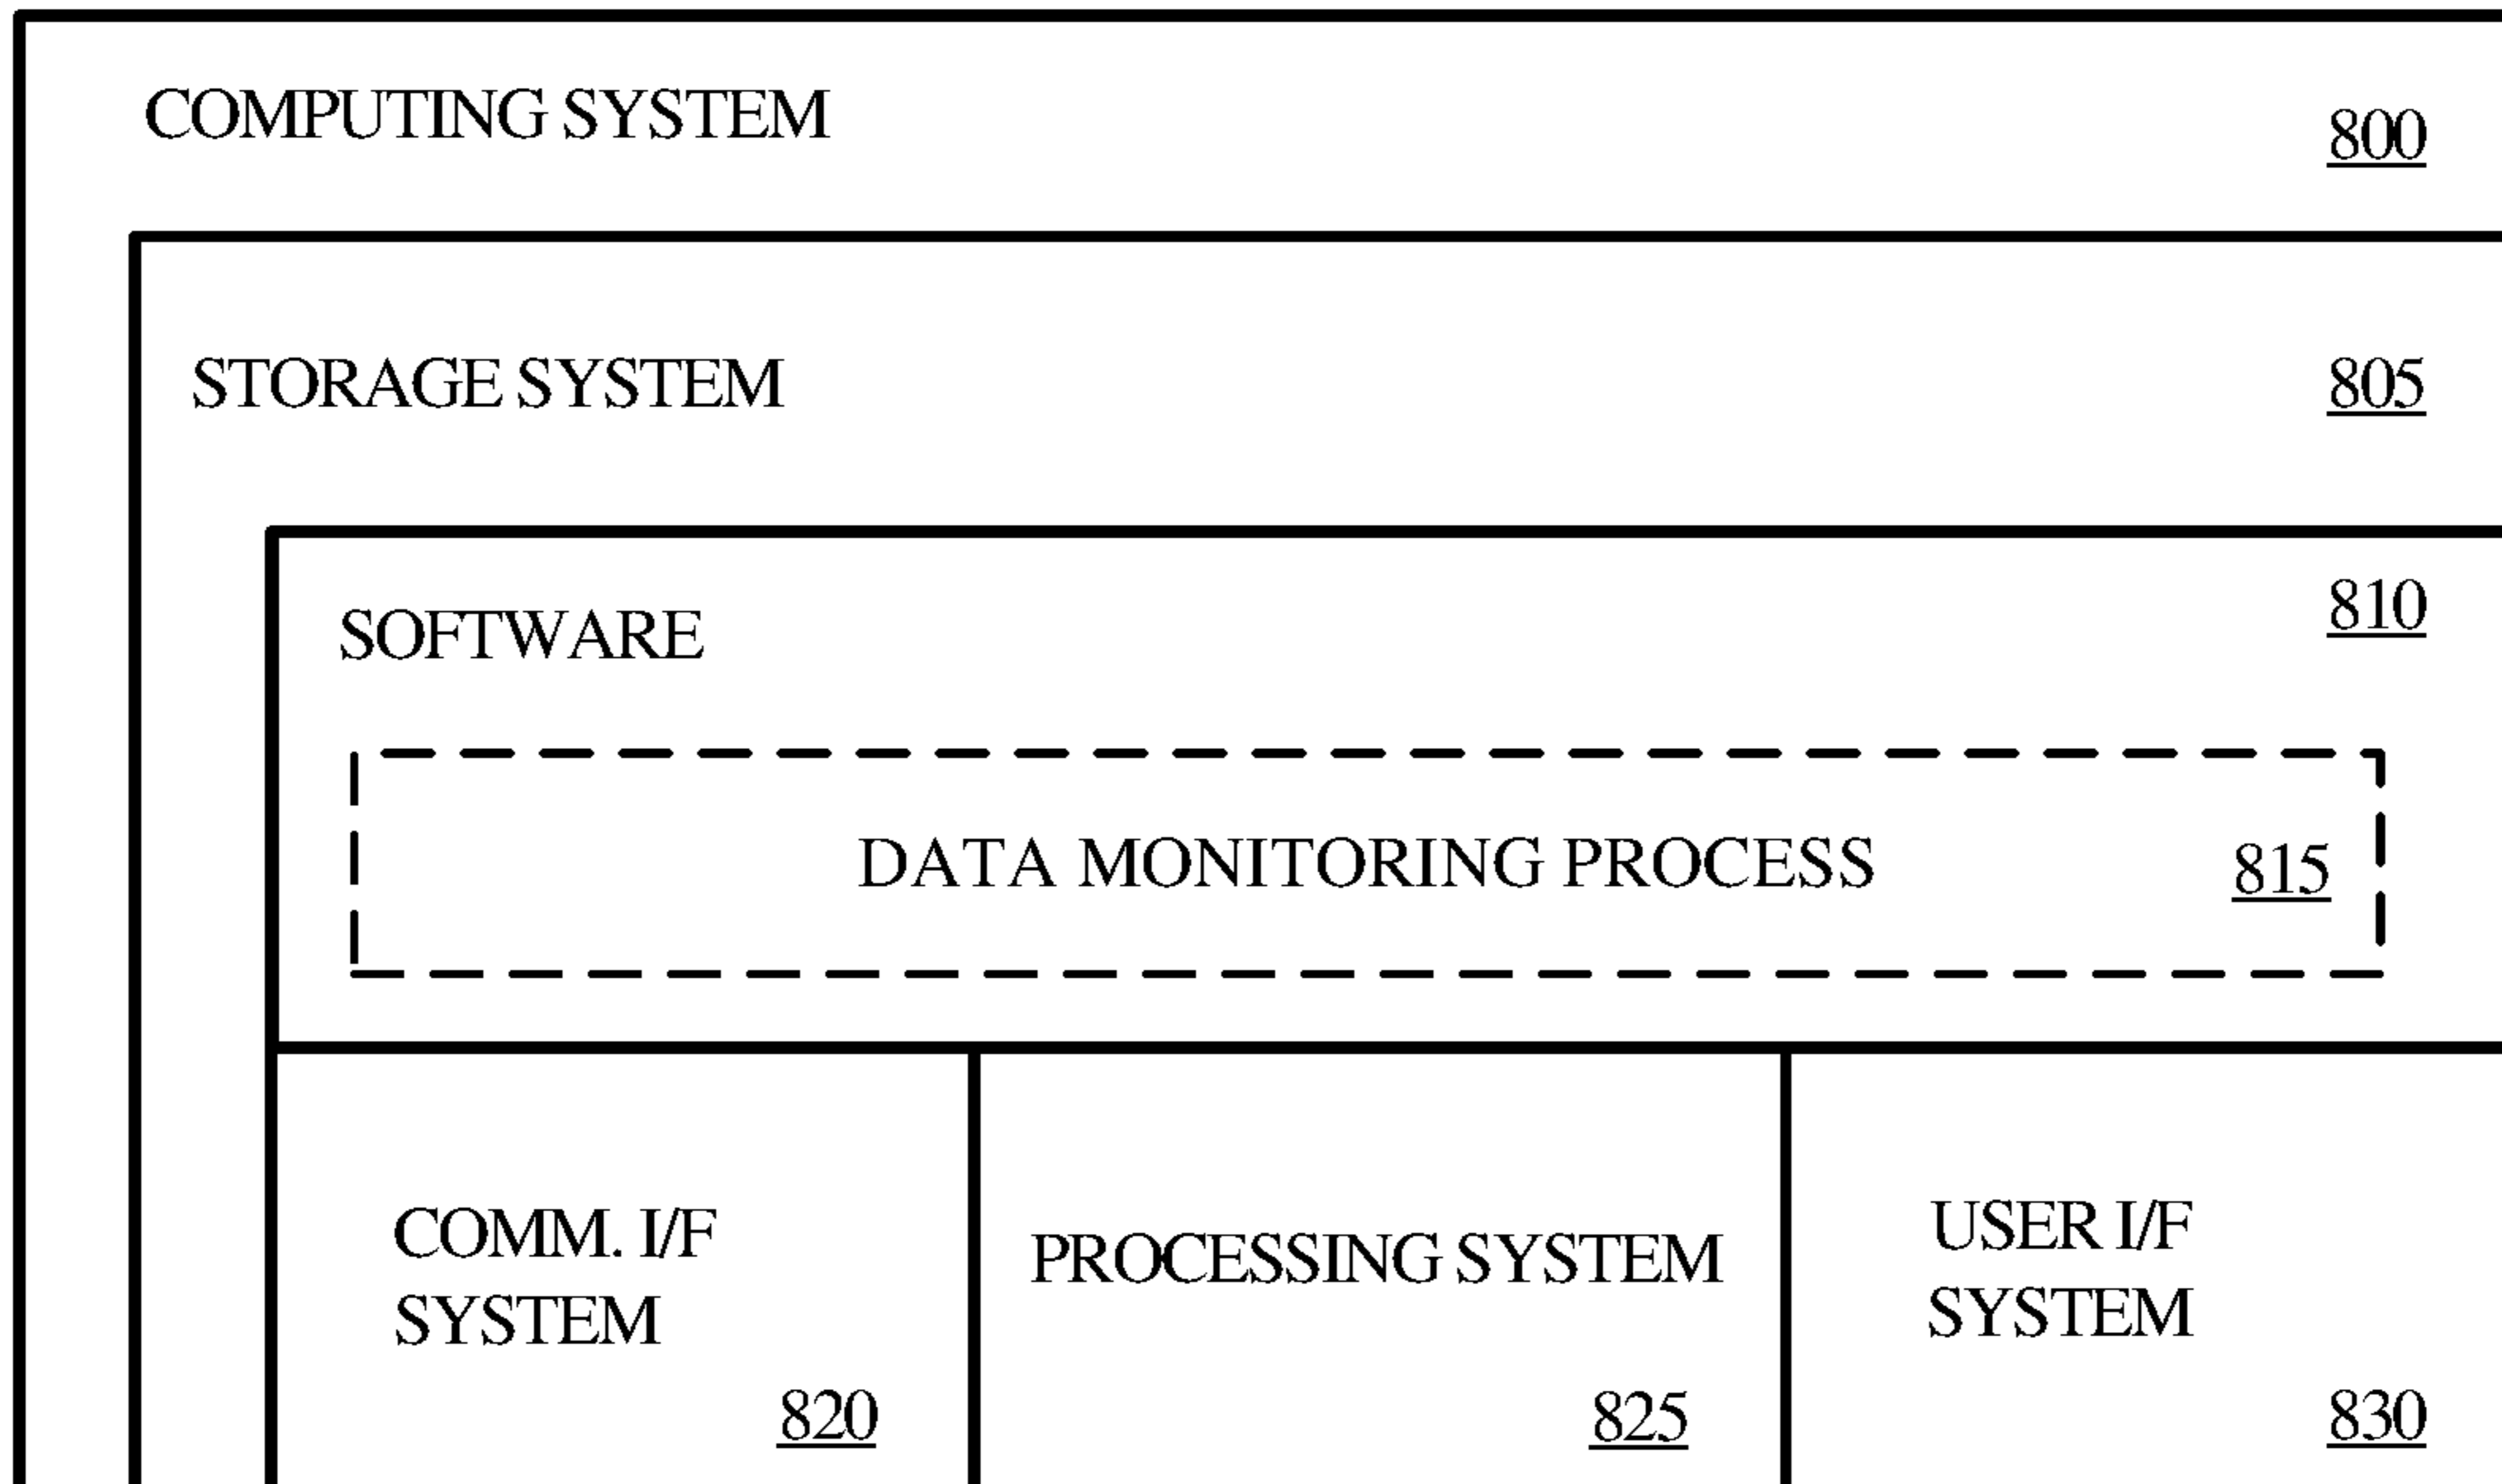 COMPUTING SYSTEM 800
STORAGE SYSTEM 805
SOFTWARE 810
DATA MONITORING PROCESS 815
COMM. I/F
SYSTEM
820
PROCESSING SYSTEM
825
USER I/F
SYSTEM
830